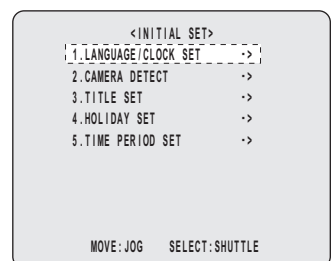 <INITIAL SET>
1.LANGUAGE/CLOCK SET ->
2.CAMERA DETECT ->
3.TITLE SET ->
4.HOLIDAY SET ->
5.TIME PERIOD SET ->
MOVE:JOG SELECT:SHUTTLE